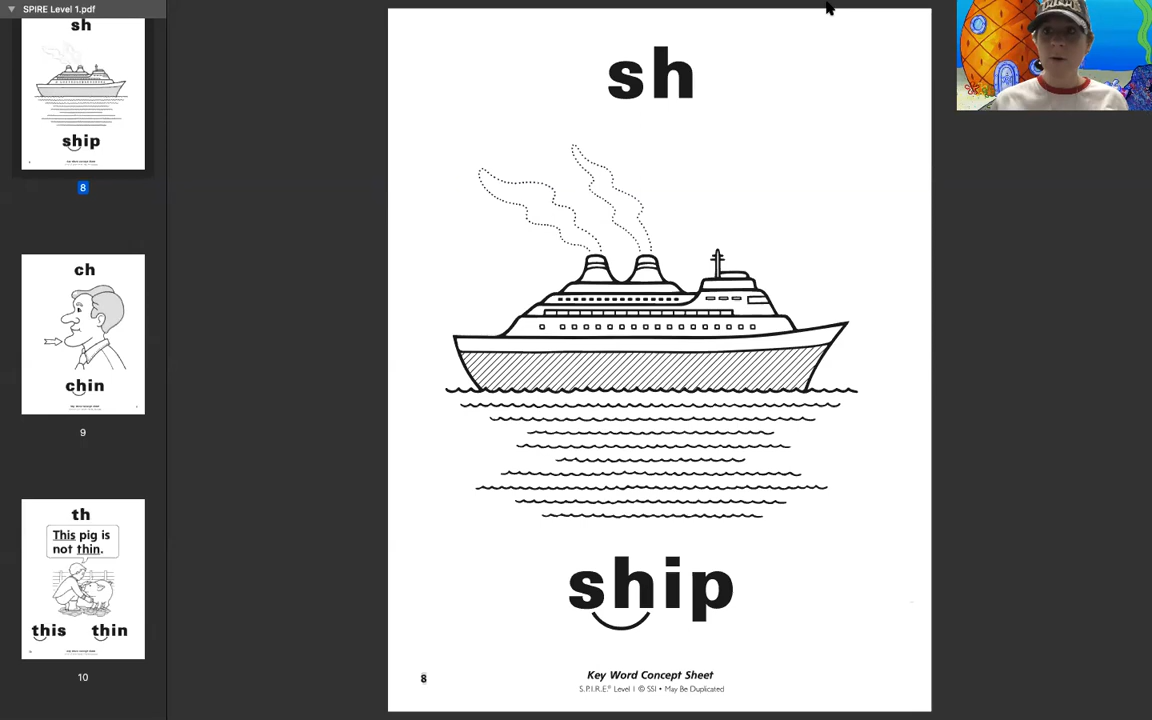 SPIRE Level 1.pdf
sh
ship
8
ch
chin
9
th
This pig is
not thin.
this thin
10
sh
ship
8
Key Word Concept Sheet
S.P.I.R.E.® Level 1 © SSI • May Be Duplicated